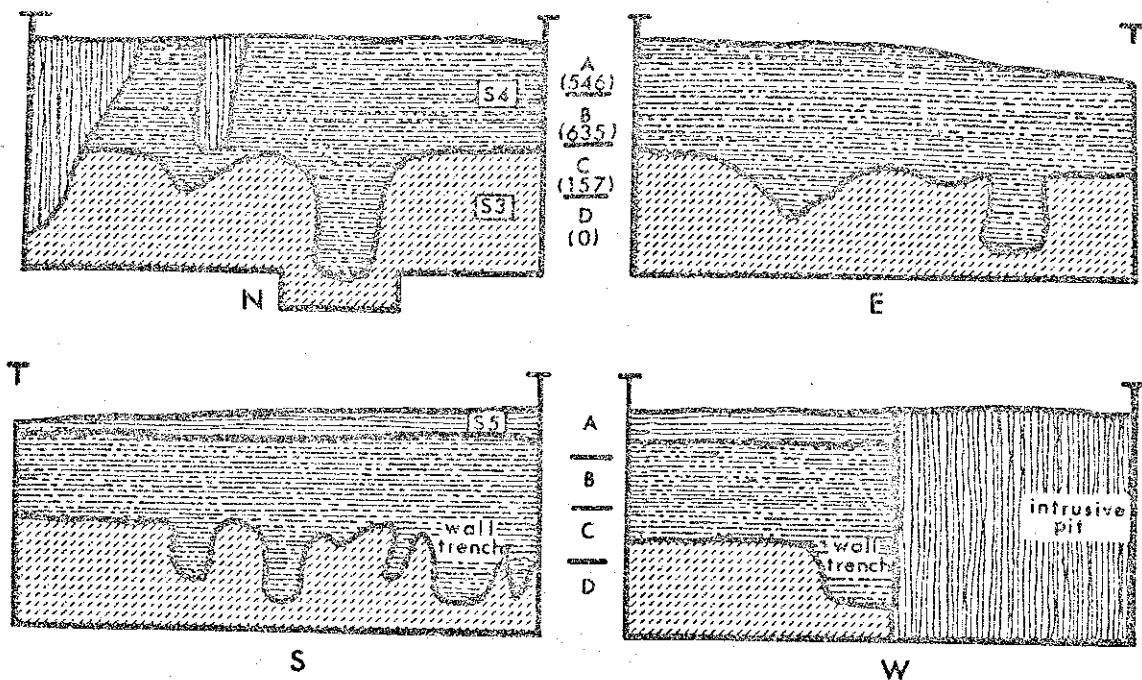 S4
S3
N
A
(546)
B
(635)
C
(157)
D
(0)
E
S5
wall
trench
S
A
B
C
D
wall
trench
intrusive
pit
W